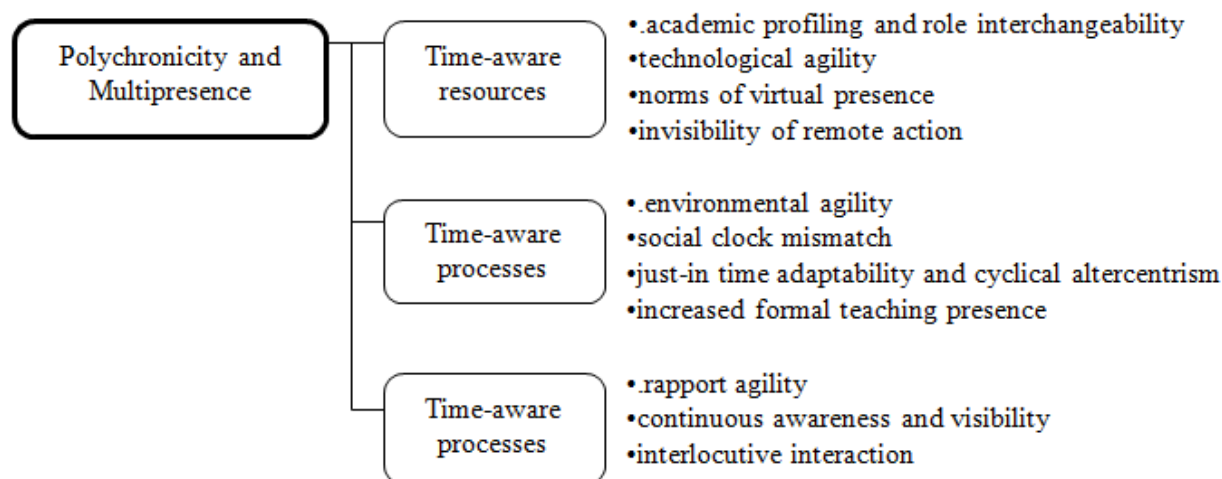 Polychronicity and
Multipresence
Time-aware
resources
•.academic profiling and role interchangeability
•technological agility
•norms of virtual presence
•invisibility of remote action
Time-aware
processes
•.environmental agility
•social clock mismatch
•just-in time adaptability and cyclical altercentrism
•increased formal teaching presence
Time-aware
processes
•.rapport agility
•continuous awareness and visibility
•interlocutive interaction